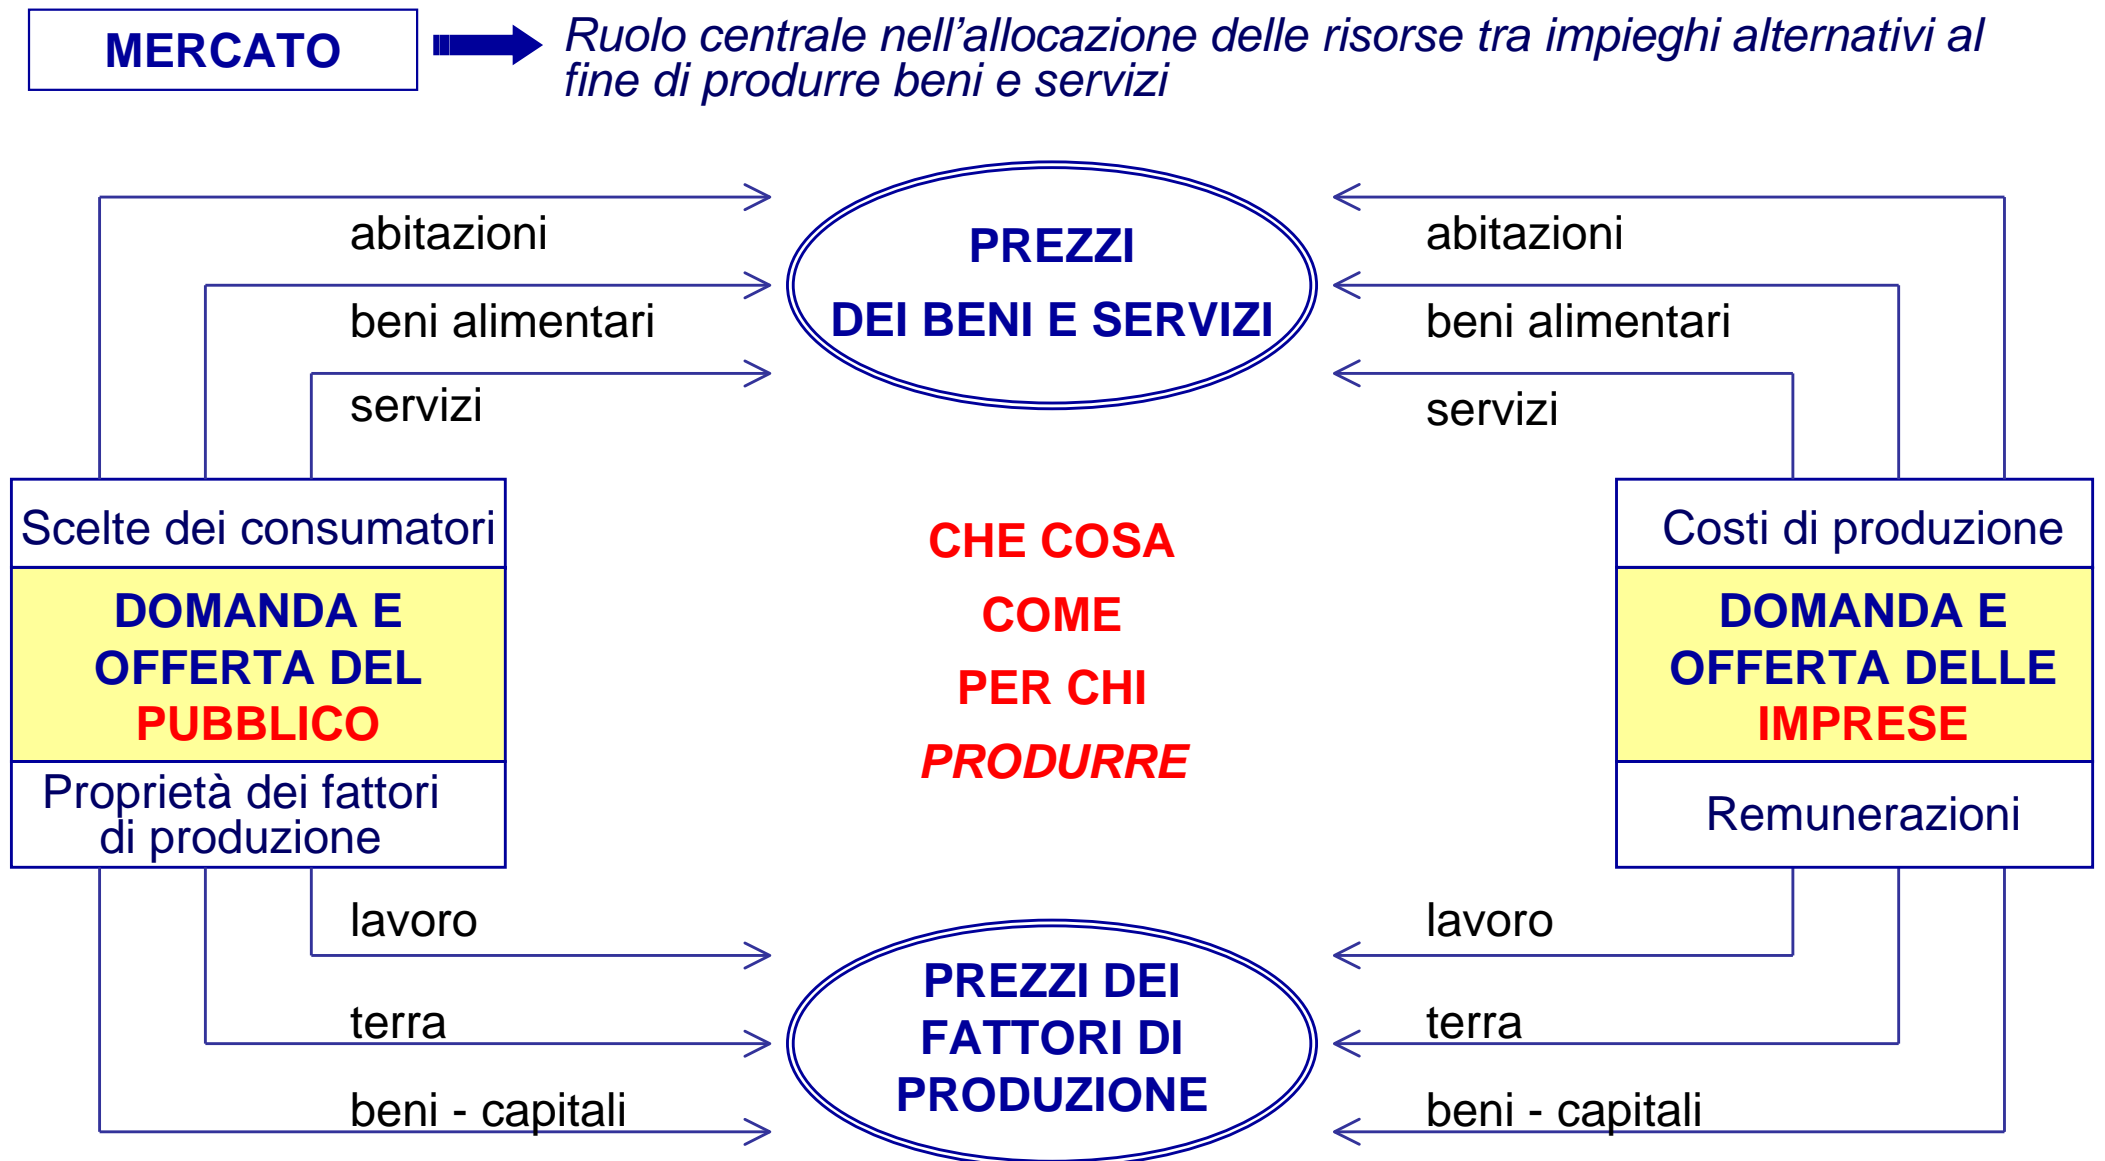 MERCATO
Ruolo centrale nell'allocazione delle risorse tra impieghi alternativi al
fine di produrre beni e servizi
abitazioni
beni alimentari
servizi
PREZZI
DEI BENI E SERVIZI
abitazioni
beni alimentari
servizi
Scelte dei consumatori
DOMANDA E
OFFERTA DEL
PUBBLICO
Proprietà dei fattori
di produzione
CHE COSA
COME
PER CHI
PRODURRE
Costi di produzione
DOMANDA E
OFFERTA DELLE
IMPRESE
Remunerazioni
lavoro
terra
beni - capitali
PREZZI DEI
FATTORI DI
PRODUZIONE
lavoro
terra
beni - capitali